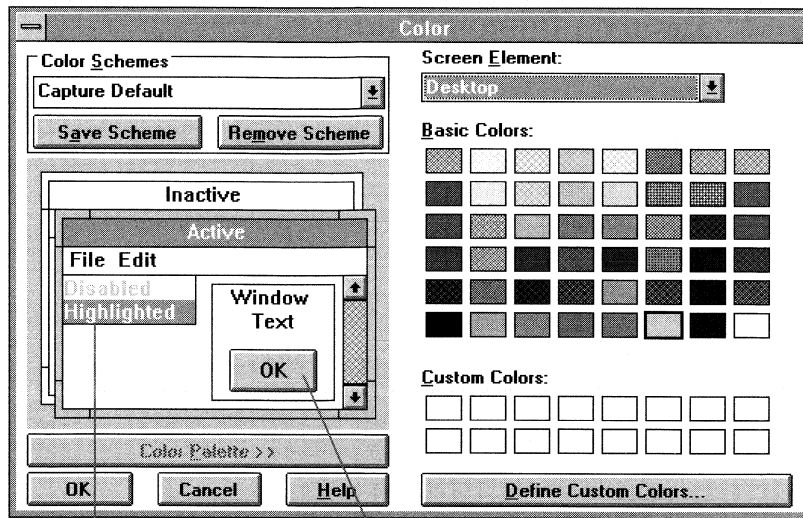 Color
Color Schemes
Capture Default
Save Scheme
Remove Scheme
Inactive
Active
File Edit
Disabled
Highlighted
Window
Text
OK
Color Palette >>
OK
Cancel
Help
Screen Element:
Desktop
Basic Colors:
Custom Colors:
Define Custom Colors...